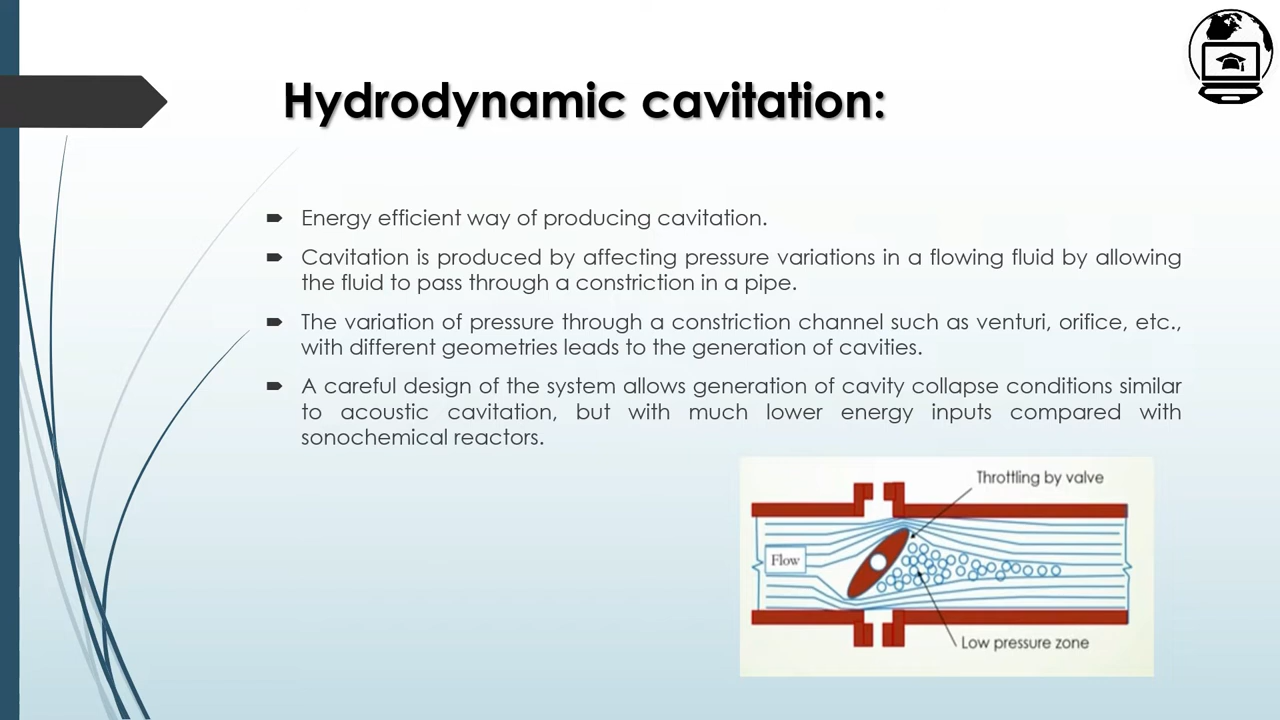 Hydrodynamic cavitation:
Energy efficient way of producing cavitation.
Cavitation is produced by affecting pressure variations in a flowing fluid by allowing
the fluid to pass through a constriction in a pipe.
The variation of pressure through a constriction channel such as venturi, orifice, etc.,
with different geometries leads to the generation of cavities.
A careful design of the system allows generation of cavity collapse conditions similar
to acoustic cavitation, but with much lower energy inputs compared with
sonochemical reactors.
Throttling by valve
Flow
Low pressure zone